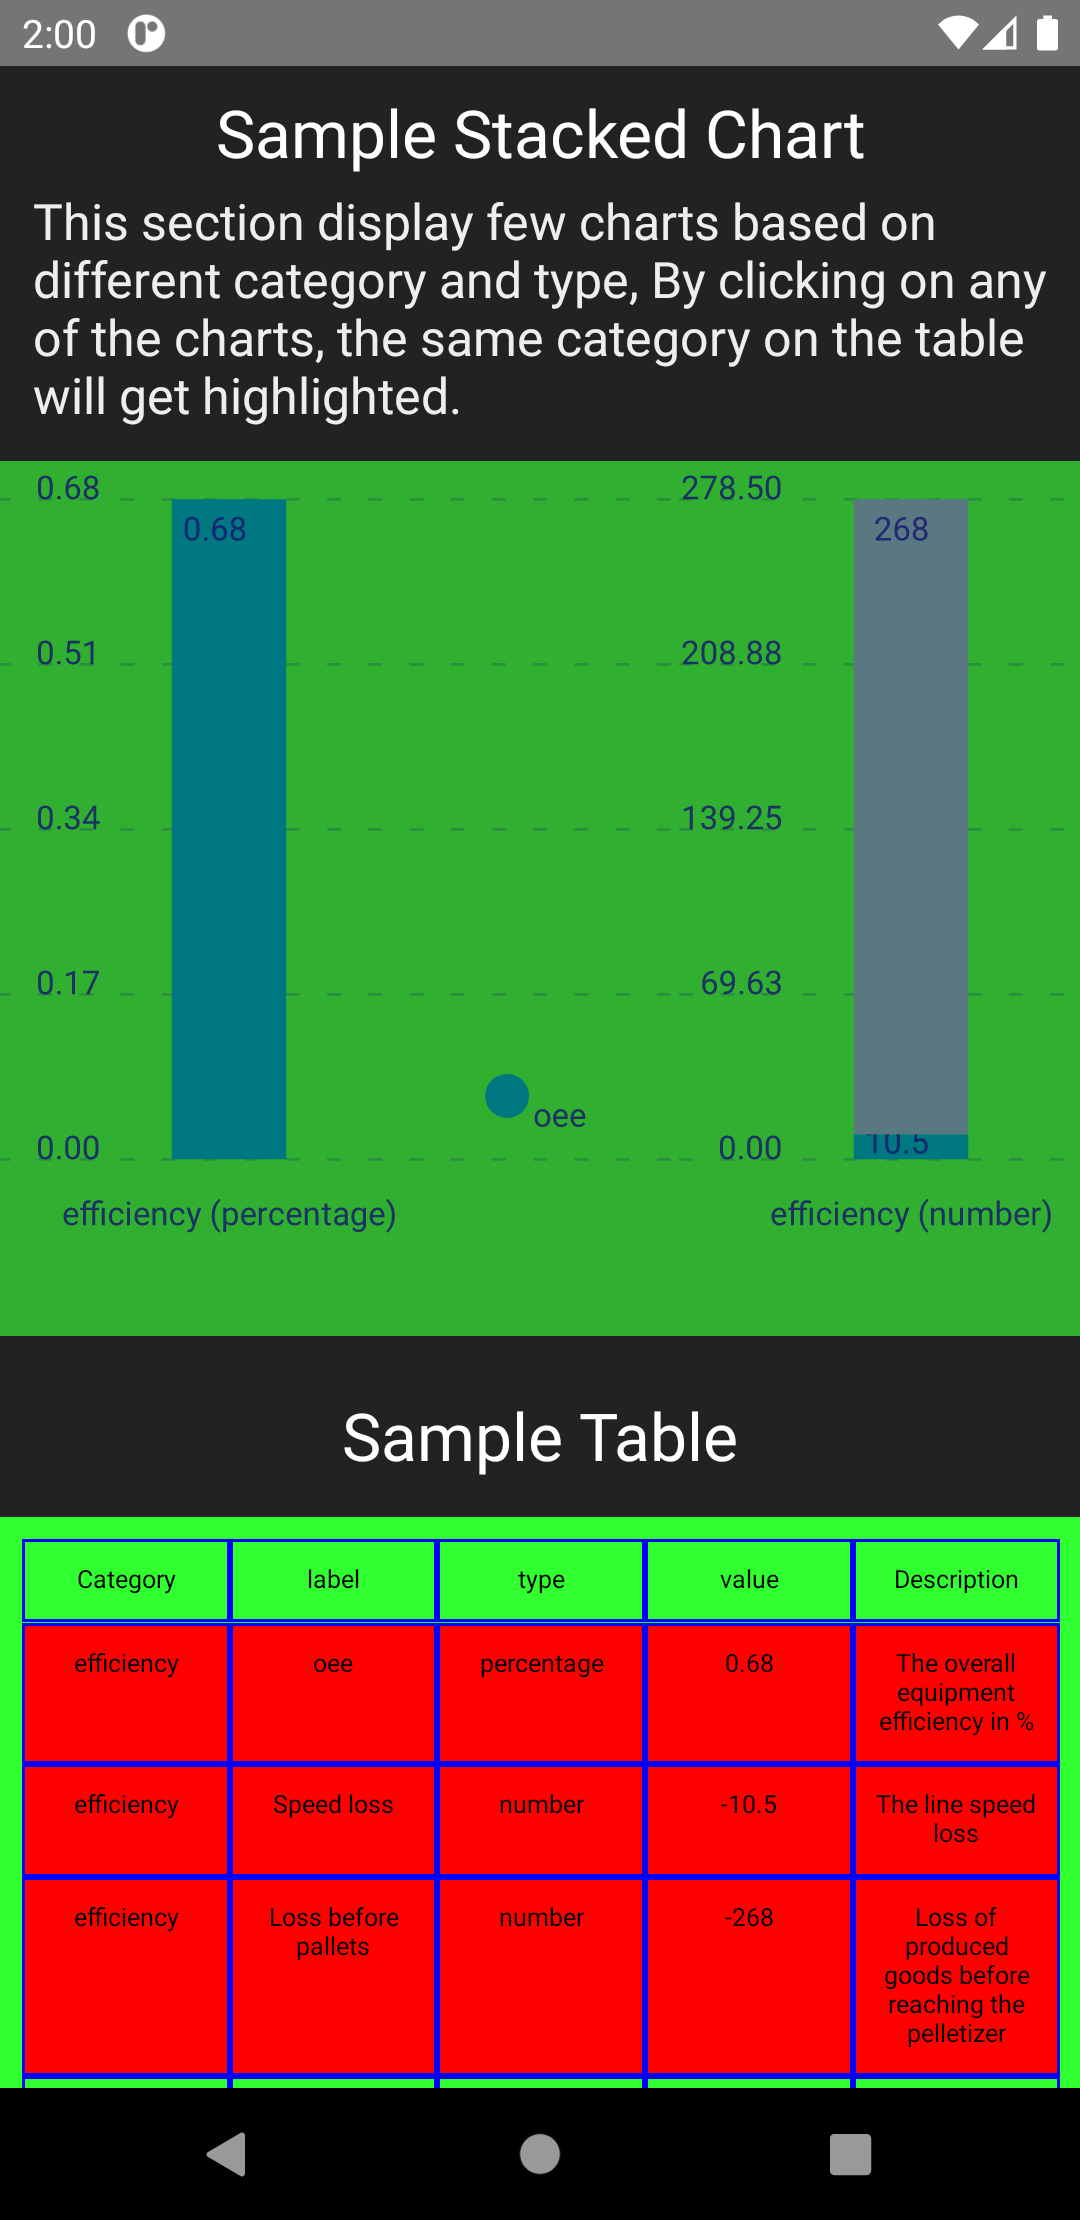 2:00
Sample Stacked Chart
This section display few charts based on
different category and type, By clicking on any
of the charts, the same category on the table
will get highlighted.
0.68
0.68
0.51
0.34
0.17
0.00
efficiency (percentage)
oee
278.50
268
208.88
139.25
69.63
0.00
10.5
efficiency (number)
Sample Table
Category label type value Description
efficiency oee percentage 0.68 The overall
equipment
efficiency in %
efficiency Speed loss number -10.5 The line speed
loss
efficiency Loss before number -268 Loss of
pallets produced
goods before
reaching the
pelletizer